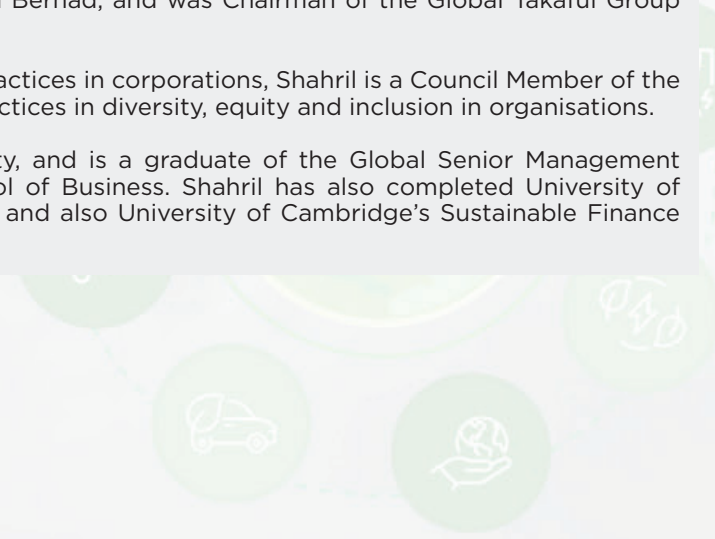 Berhad, and was Chairman of the Global Takaful Group
actices in corporations, Shahril is a Council Member of the
ctices in diversity, equity and inclusion in organisations.
ty, and is a graduate of the Global Senior Management
ol of Business. Shahril has also completed University of
and also University of Cambridge’s Sustainable Finance